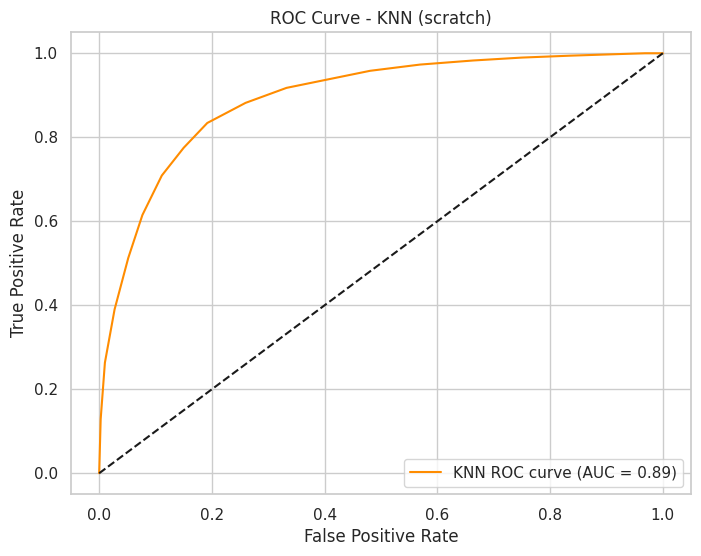 ROC Curve - KNN (scratch)
1.0
0.8
0.6
0.4
0.2
0.0
True Positive Rate
KNN ROC curve (AUC = 0.89)
0.0 0.2 0.4 0.6 0.8 1.0
False Positive Rate